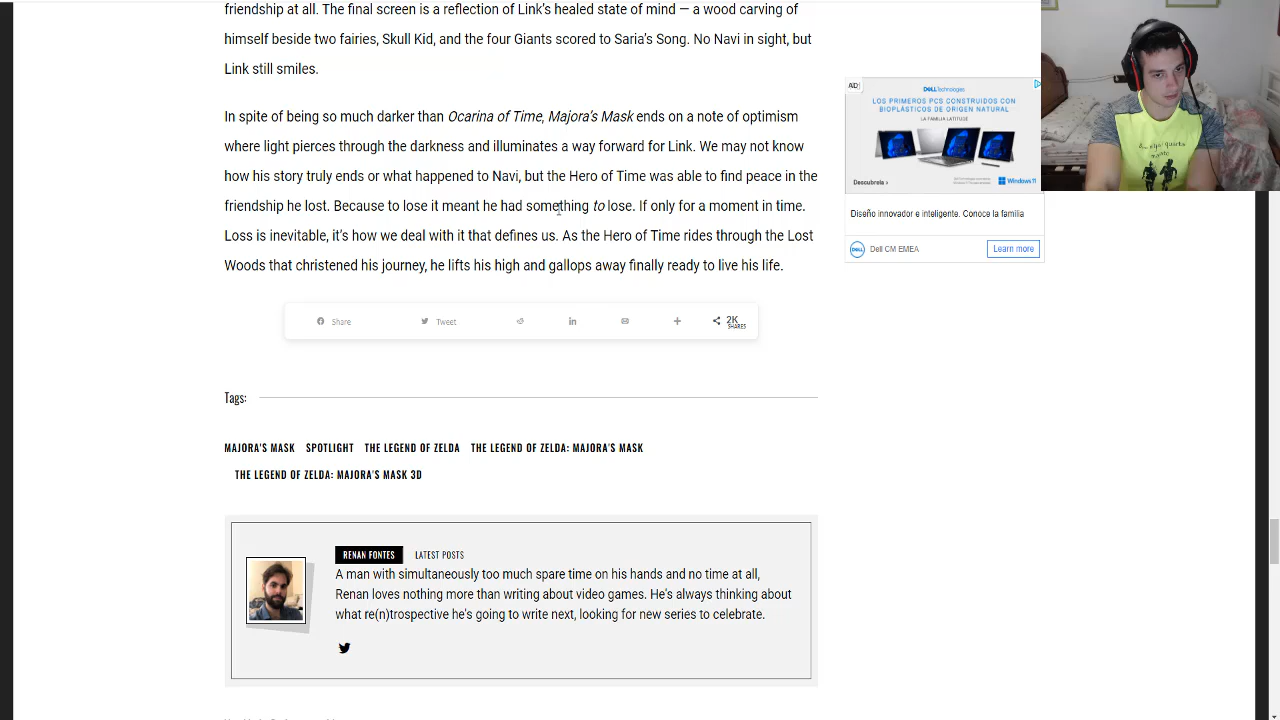 friendship at all. The final screen is a reflection of Link's healed state of mind — a wood carving of
himself beside two fairies, Skull Kid, and the four Giants scored to Saria's Song. No Navi in sight, but
Link still smiles.
In spite of being so much darker than Ocarina of Time, Majora's Mask ends on a note of optimism
where light pierces through the darkness and illuminates a way forward for Link. We may not know
how his story truly ends or what happened to Navi, but the Hero of Time was able to find peace in the
friendship he lost. Because to lose it meant he had something to lose. If only for a moment in time.
Loss is inevitable, it's how we deal with it that defines us. As the Hero of Time rides through the Lost
Woods that christened his journey, he lifts his high and gallops away finally ready to live his life.
Share
Tweet
2K
SHARES
Tags:
MAJORA'S MASK SPOTLIGHT THE LEGEND OF ZELDA THE LEGEND OF ZELDA: MAJORA'S MASK
THE LEGEND OF ZELDA: MAJORA'S MASK 3D
RENAN FONTES LATEST POSTS
A man with simultaneously too much spare time on his hands and no time at all,
Renan loves nothing more than writing about video games. He's always thinking about
what re(n)trospective he's going to write next, looking for new series to celebrate.
DELL Technologies
LOS PRIMEROS PCS CONSTRUIDOS CON
BIOPLÁSTICOS DE ORIGEN NATURAL
LA FAMILIA LATITUDE
Descubrela >
Windows 11
Diseño innovador e inteligente. Conoce la familia
DELL
Dell CM EMEA
Learn more